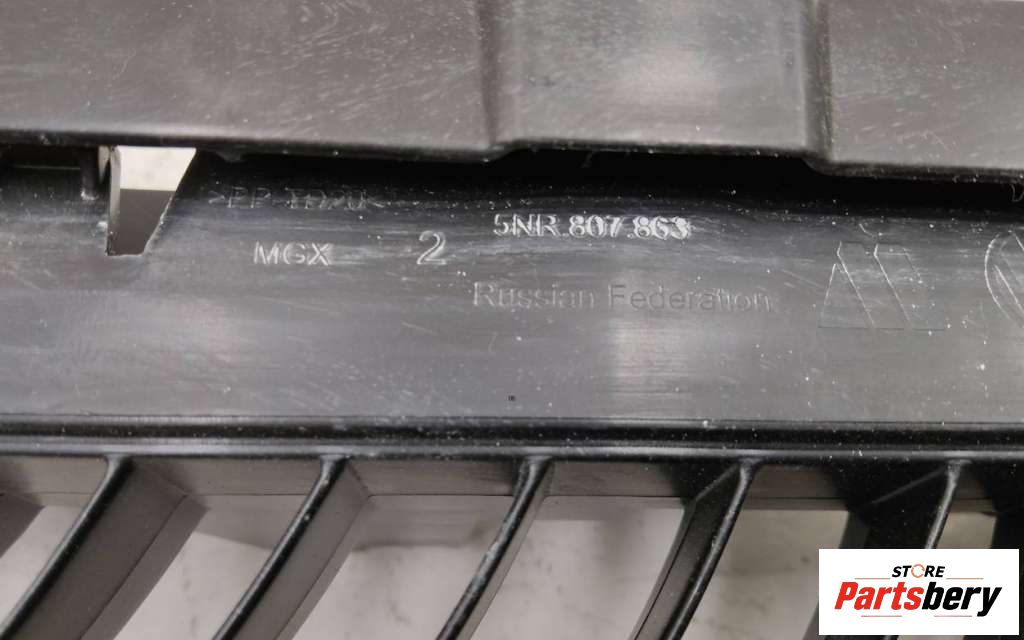 5NR.807.863
MGX 2
Russian Federation
STORE
Partsbery